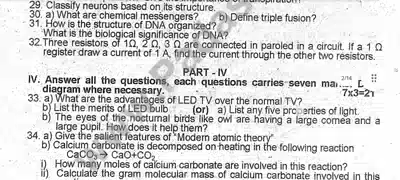 29. Classify neurons based on its structure.
30. a) What are chemical messengers? b) Define triple fusion?
31. How is the structure of DNA organized?
What is the biological significance of DNA?
32. Three resistors of 1Ω, 2 Ω, 3 Ω are connected in paroled in a circuit. If a 1 Ω
register draw a current of 1 A, find the current through the other two resistors.
PART - IV
IV. Answer all the questions, each questions carries seven
diagram where necessary. 7x3=21
33. a) What are the advantages of LED TV over the normal TV?
b) List the merits of LED bulb. (or) a) List any five properties of light.
b) The eyes of the nocturnal birds like owl are having a large cornea and a
large pupil. How does it help them?
34. a) Give the salient features of "Modern atomic theory"
b) Calcium carbonate is decomposed on heating in the following reaction
CaCO₃ → CaO+CO₂
i) How many moles of calcium carbonate are involved in this reaction?
ii) Calculate the gram molecular mass of calcium carbonate involved in this